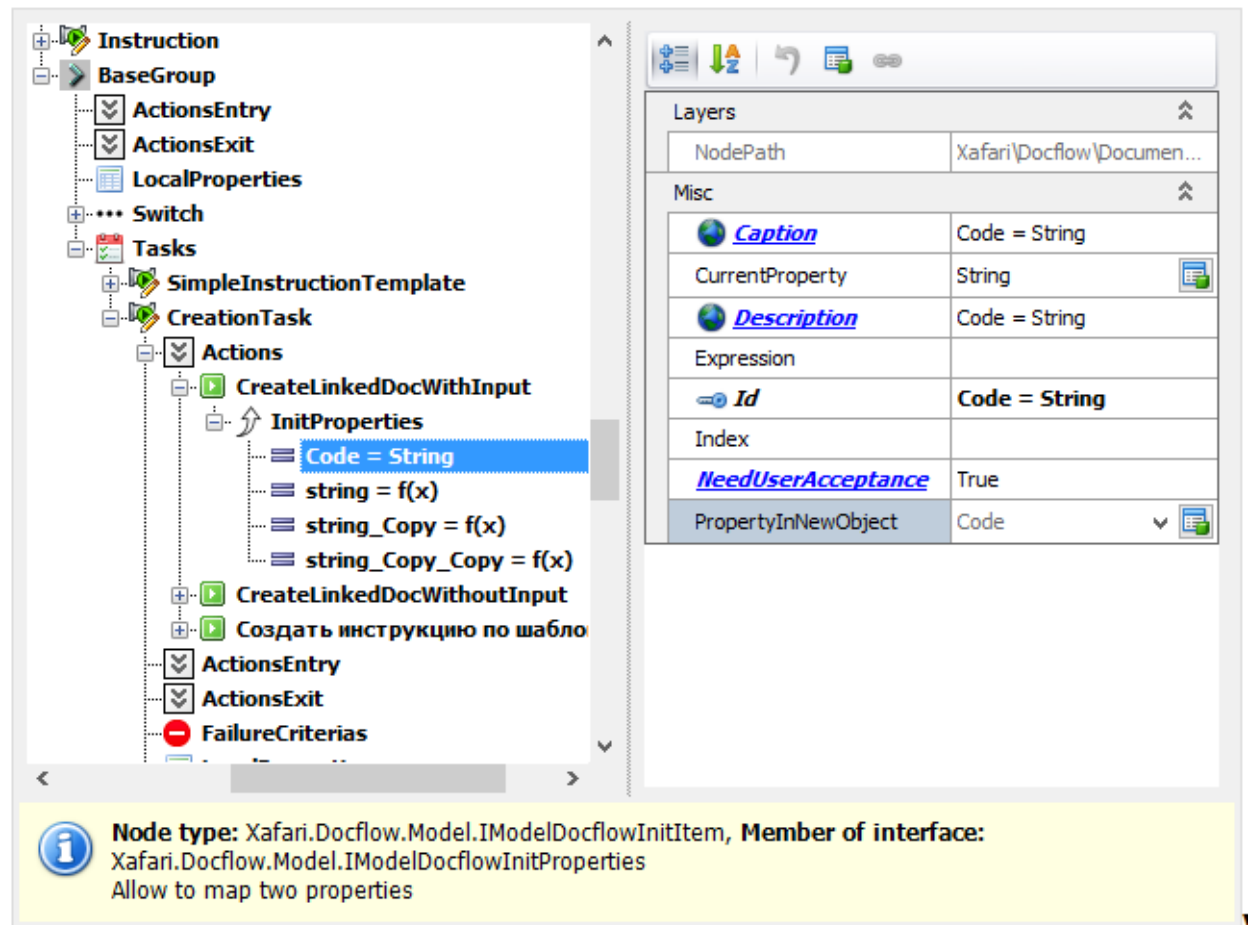 Instruction
BaseGroup
ActionsEntry
ActionsExit
LocalProperties
Switch
Tasks
SimpleInstructionTemplate
CreationTask
Actions
CreateLinkedDocWithInput
InitProperties
Code = String
string = f(x)
string_Copy = f(x)
string_Copy_Copy = f(x)
CreateLinkedDocWithoutInput
Создать инструкцию по шабло
ActionsEntry
ActionsExit
FailureCriterias
Layers
NodePath Xafari\Docflow\Documen...
Misc
Caption Code = String
CurrentProperty String
Description Code = String
Expression
Id Code = String
Index
NeedUserAcceptance True
PropertyInNewObject Code
Node type: Xafari.Docflow.Model.IModelDocflowInitItem, Member of interface:
Xafari.Docflow.Model.IModelDocflowInitProperties
Allow to map two properties